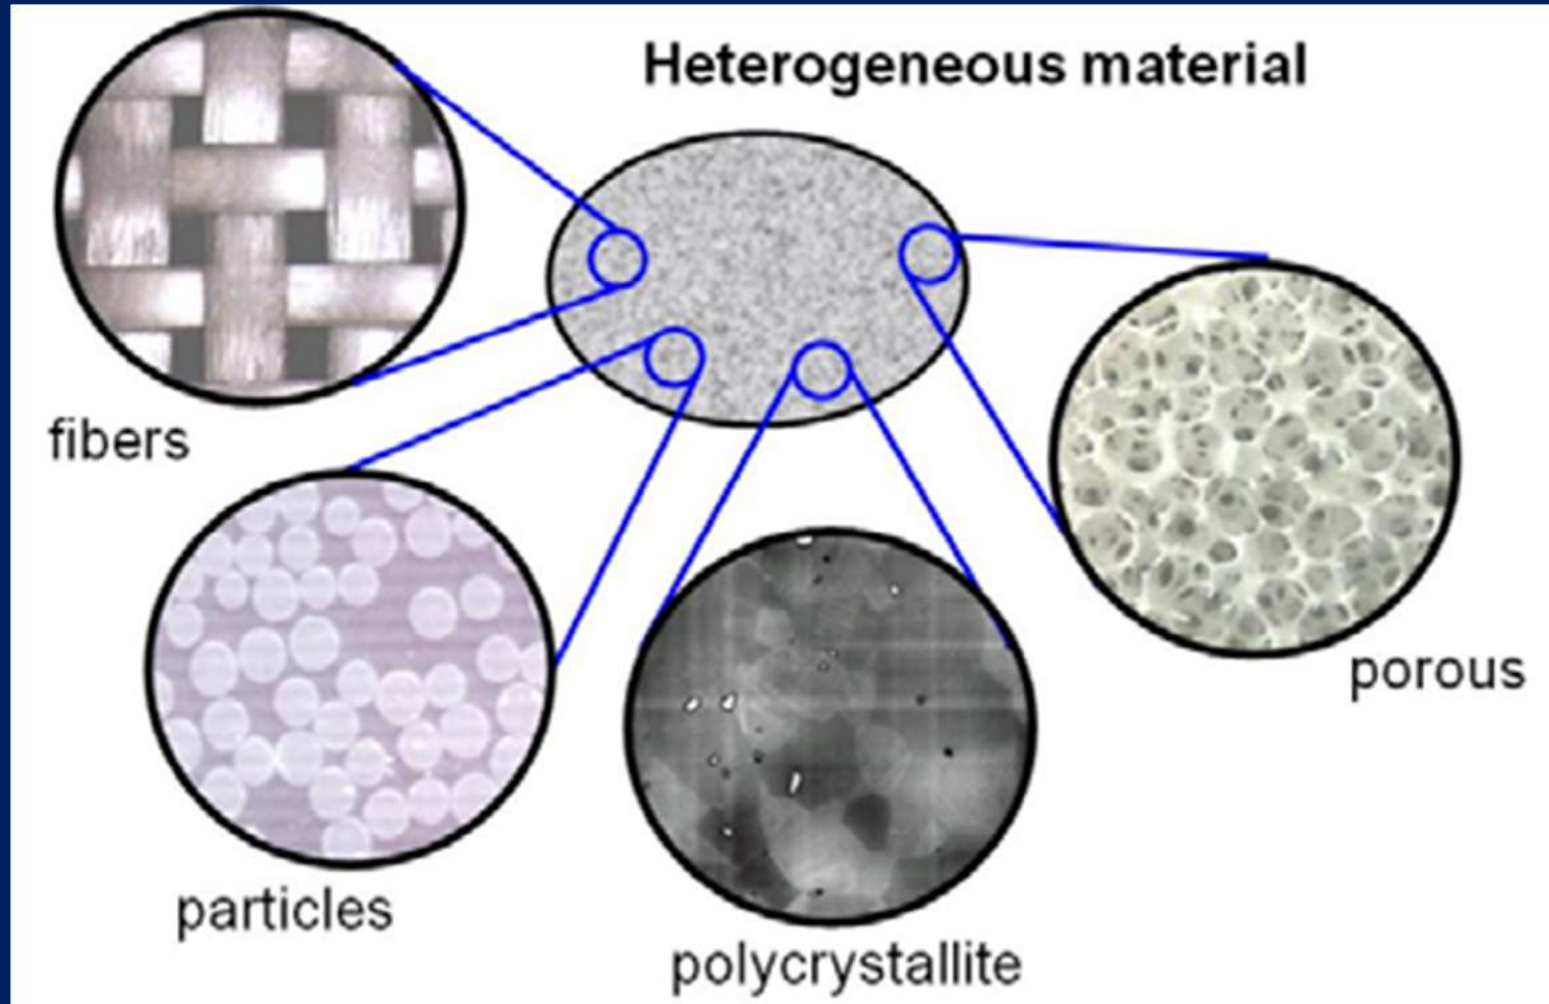 Heterogeneous material
fibers
porous
particles
polycrystallite